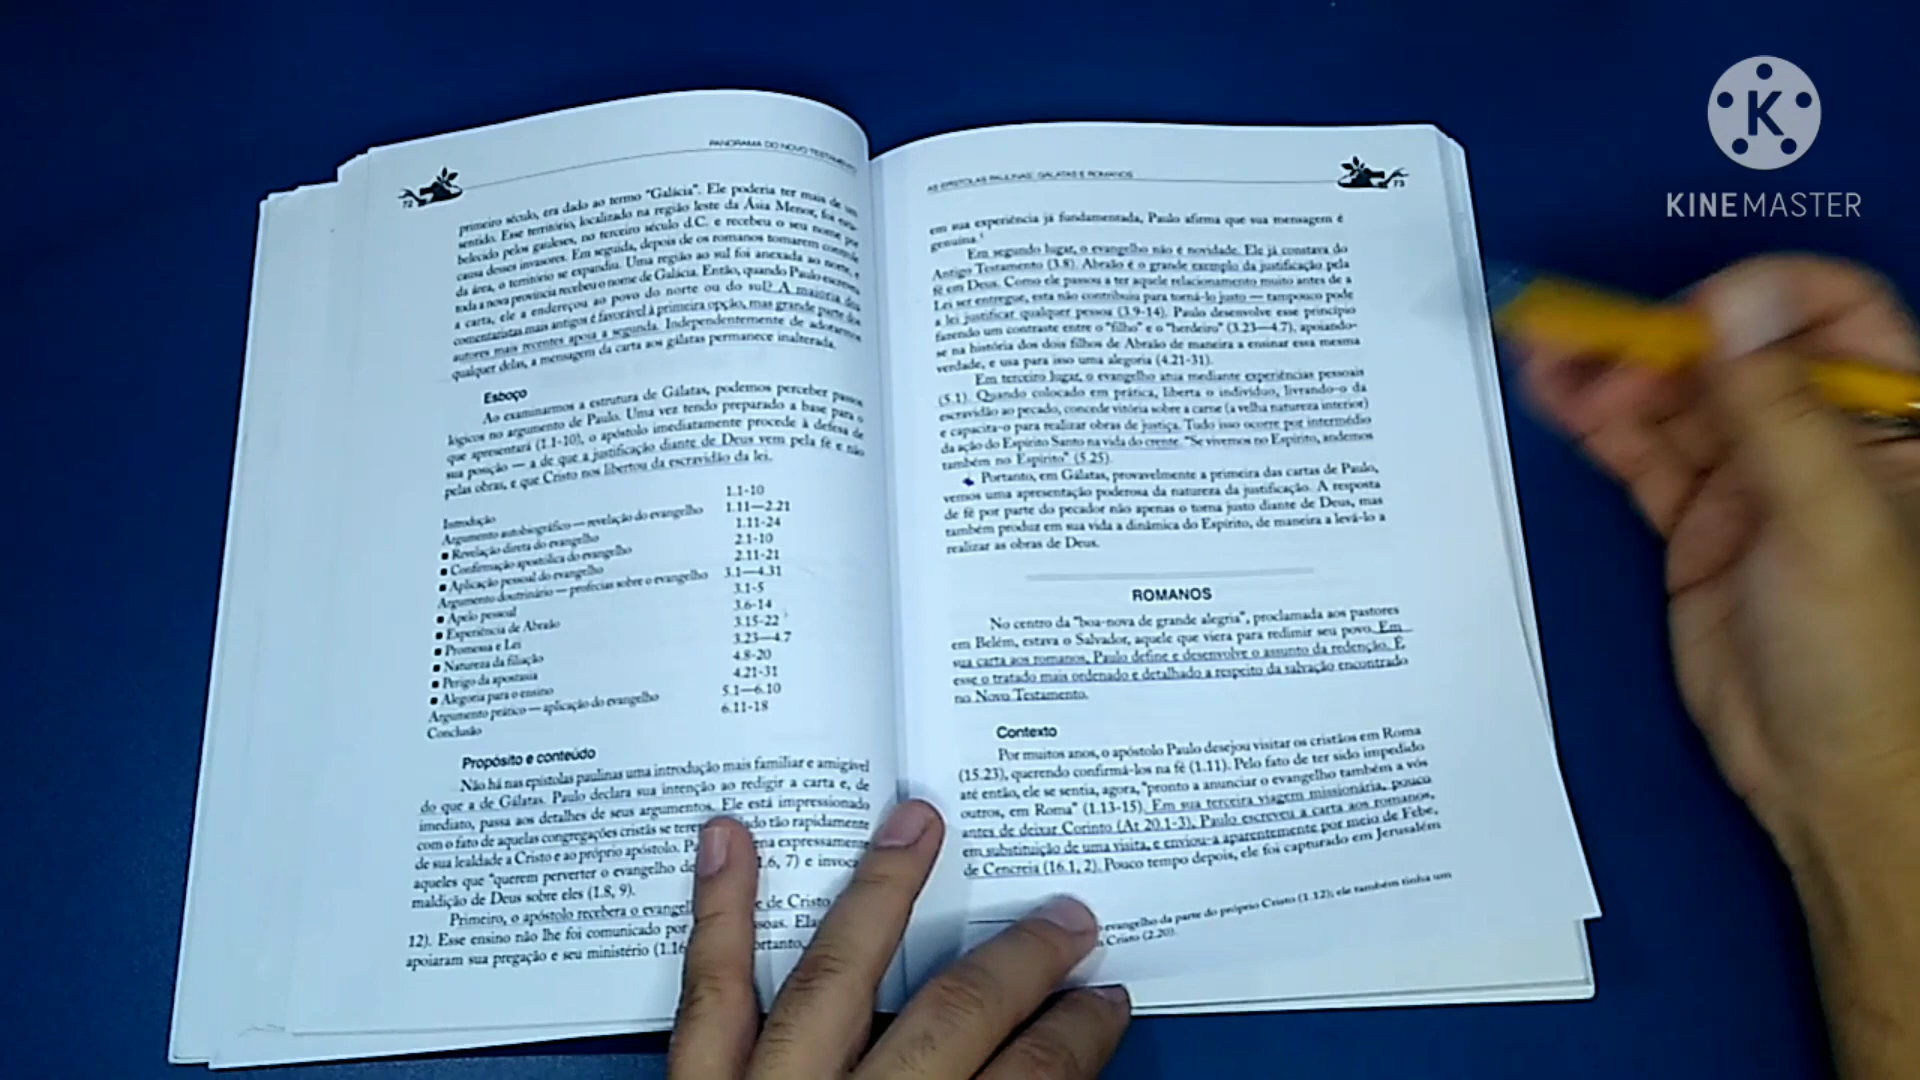 PANORAMA DO NOVO TESTAMENTO
72
primeiro século, era dado ao termo “Galácia”. Ele poderia ter mais de um
sentido. Esse território, localizado na região leste da Ásia Menor, foi
belecido pelos gauleses, no terceiro século d.C. e recebeu o seu nome por
causa desses invasores. Em seguida, depois de os romanos tomarem controle
da área, o território se expandiu. Uma região ao sul foi anexada ao norte, e
toda a nova província recebeu o nome de Galácia. Então, quando Paulo escreveu
a carta, ele a endereçou ao povo do norte ou do sul? A maioria dos
comentaristas mais antigos é favorável à primeira opção, mas grande parte dos
autores mais recentes apoia a segunda. Independentemente de adotarmos
qualquer delas, a mensagem da carta aos gálatas permanece inalterada.
Esboço
Ao examinarmos a estrutura de Gálatas, podemos perceber passos
lógicos no argumento de Paulo. Uma vez tendo preparado a base para o
que apresentará (1.1-10), o apóstolo imediatamente procede à defesa de
sua posição — a de que a justificação diante de Deus vem pela fé e não
pelas obras, e que Cristo nos libertou da escravidão da lei.
Introdução 1.1-10
Argumento autobiográfico — revelação do evangelho 1.11—2.21
■ Revelação direta do evangelho 1.11-24
■ Confirmação apostólica do evangelho 2.1-10
■ Aplicação pessoal do evangelho 2.11-21
Argumento doutrinário — profecias sobre o evangelho 3.1—4.31
■ Apelo pessoal 3.1-5
■ Experiência de Abraão 3.6-14
■ Promessa e Lei 3.15-22
■ Natureza da filiação 3.23—4.7
■ Perigo da apostasia 4.8-20
■ Alegoria para o ensino 4.21-31
Argumento prático — aplicação do evangelho 5.1—6.10
Conclusão 6.11-18
Propósito e conteúdo
Não há nas epístolas paulinas uma introdução mais familiar e amigável
do que a de Gálatas. Paulo declara sua intenção ao redigir a carta e, de
imediato, passa aos detalhes de seus argumentos. Ele está impressionado
com o fato de aquelas congregações cristãs se terem tão rapidamente
de sua lealdade a Cristo e ao próprio apóstolo. expressamente
aqueles que “querem perverter o evangelho de 1.6, 7) e invoca
maldição de Deus sobre eles (1.8, 9).
Primeiro, o apóstolo recebera o de Cristo
12). Esse ensino não lhe foi comunicado por
apoiaram sua pregação e seu ministério (1.16
AS EPÍSTOLAS PAULINAS: GÁLATAS E ROMANOS
73
em sua experiência já fundamentada, Paulo afirma que sua mensagem é
genuína.¹
Em segundo lugar, o evangelho não é novidade. Ele já constava do
Antigo Testamento (3.8). Abraão é o grande exemplo da justificação pela
fé em Deus. Como ele passou a ter aquele relacionamento muito antes de a
Lei ser entregue, esta não contribuiu para torná-lo justo — tampouco pode
a lei justificar qualquer pessoa (3.9-14). Paulo desenvolve esse princípio
fazendo um contraste entre o “filho” e o “herdeiro” (3.23—4.7), apoiando-
se na história dos dois filhos de Abraão de maneira a ensinar essa mesma
verdade, e usa para isso uma alegoria (4.21-31).
Em terceiro lugar, o evangelho atua mediante experiências pessoais
(5.1). Quando colocado em prática, liberta o indivíduo, livrando-o da
escravidão ao pecado, concede vitória sobre a carne (a velha natureza interior)
e capacita-o para realizar obras de justiça. Tudo isso ocorre por intermédio
da ação do Espírito Santo na vida do crente. “Se vivemos no Espírito, andemos
também no Espírito” (5.25).
Portanto, em Gálatas, provavelmente a primeira das cartas de Paulo,
vemos uma apresentação poderosa da natureza da justificação. A resposta
de fé por parte do pecador não apenas o torna justo diante de Deus, mas
também produz em sua vida a dinâmica do Espírito, de maneira a levá-lo a
realizar as obras de Deus.
ROMANOS
No centro da “boa-nova de grande alegria”, proclamada aos pastores
em Belém, estava o Salvador, aquele que viera para redimir seu povo. Em
sua carta aos romanos, Paulo define e desenvolve o assunto da redenção. É
esse o tratado mais ordenado e detalhado a respeito da salvação encontrado
no Novo Testamento.
Contexto
Por muitos anos, o apóstolo Paulo desejou visitar os cristãos em Roma
(15.23), querendo confirmá-los na fé (1.11). Pelo fato de ter sido impedido
até então, ele se sentia, agora, “pronto a anunciar o evangelho também a vós
outros, em Roma” (1.13-15). Em sua terceira viagem missionária, pouco
antes de deixar Corinto (At 20.1-3), Paulo escreveu a carta aos romanos,
em substituição de uma visita, e enviou-a aparentemente por meio de Febe,
de Cencreia (16.1, 2). Pouco tempo depois, ele foi capturado em Jerusalém
evangelho da parte do próprio Cristo (1.12); ele também tinha um
Cristo (2.20).
K
KINEMASTER